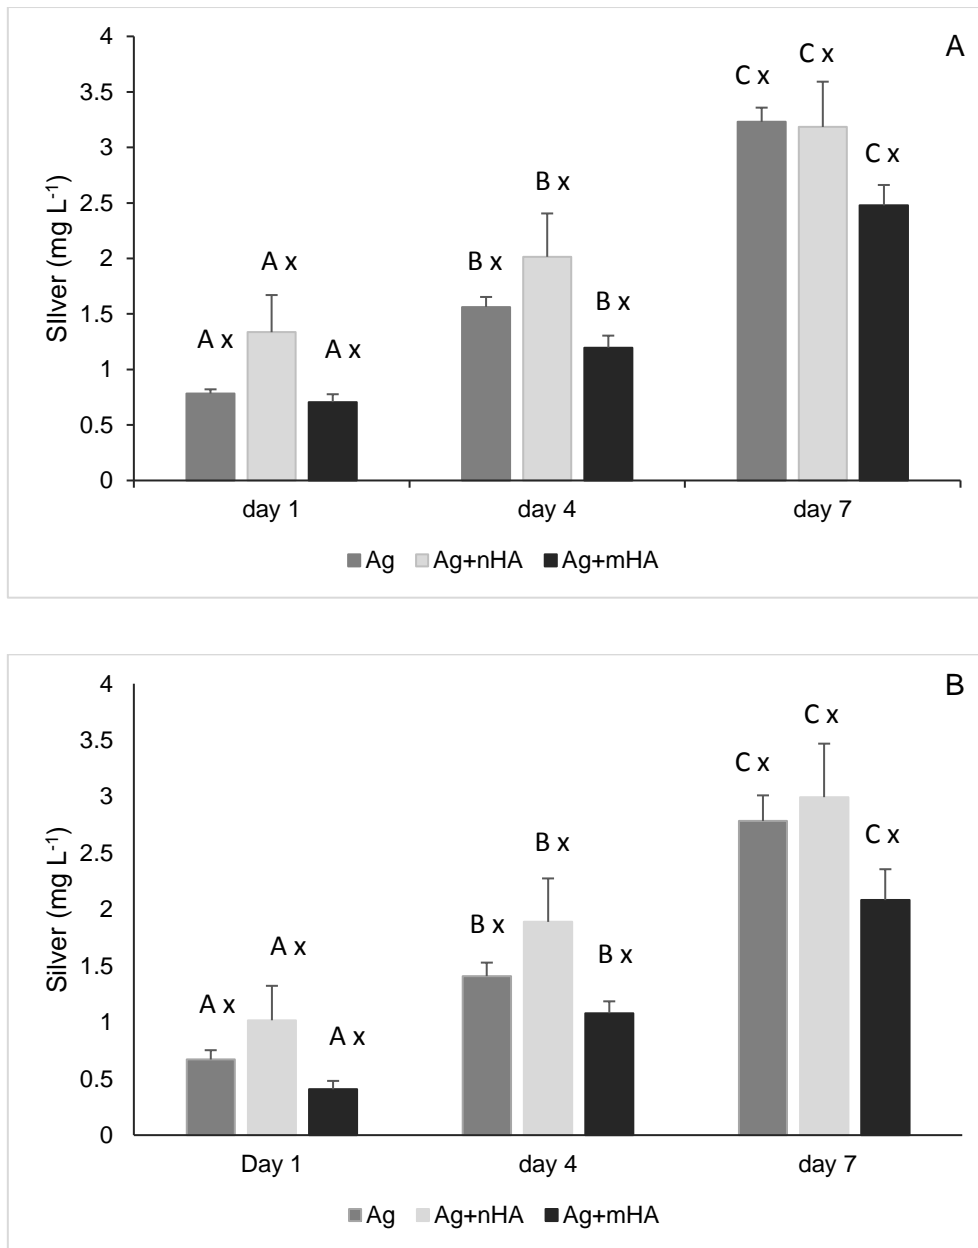 A
4
3.5
3
2.5
2
1.5
1
0.5
0
SIlver (mg L-1)
A x
A x
A x
B x
B x
B x
C x
C x
C x
day 1 day 4 day 7
Ag Ag+nHA Ag+mHA
B
4
3.5
3
2.5
2
1.5
1
0.5
0
Silver (mg L-1)
A x
A x
A x
B x
B x
B x
C x
C x
C x
Day 1 day 4 day 7
Ag Ag+nHA Ag+mHA